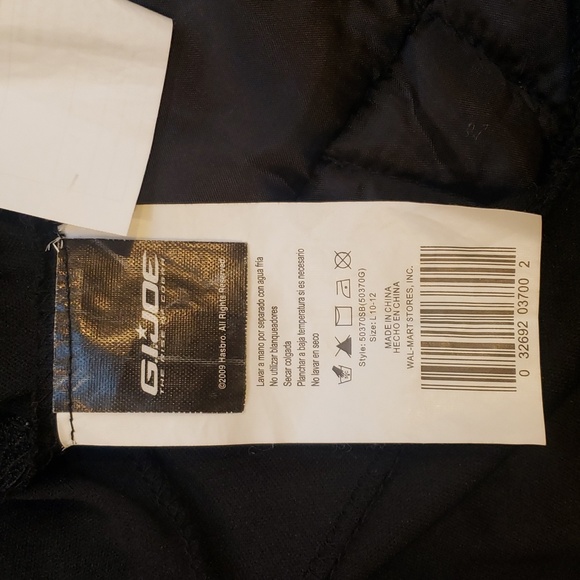 G.I.JOE
THE RISE OF COBRA
©2009 Hasbro. All Rights Reserved.
Lavar a mano por separado con agua fría
No utilizar blanqueadores
Secar colgada
Planchar a baja temperatura si es necesario
No lavar en seco
Style: 50370SB(50370G)
Size: L10-12
MADE IN CHINA
HECHO EN CHINA
WAL-MART STORES, INC.
0 32692 03700 2